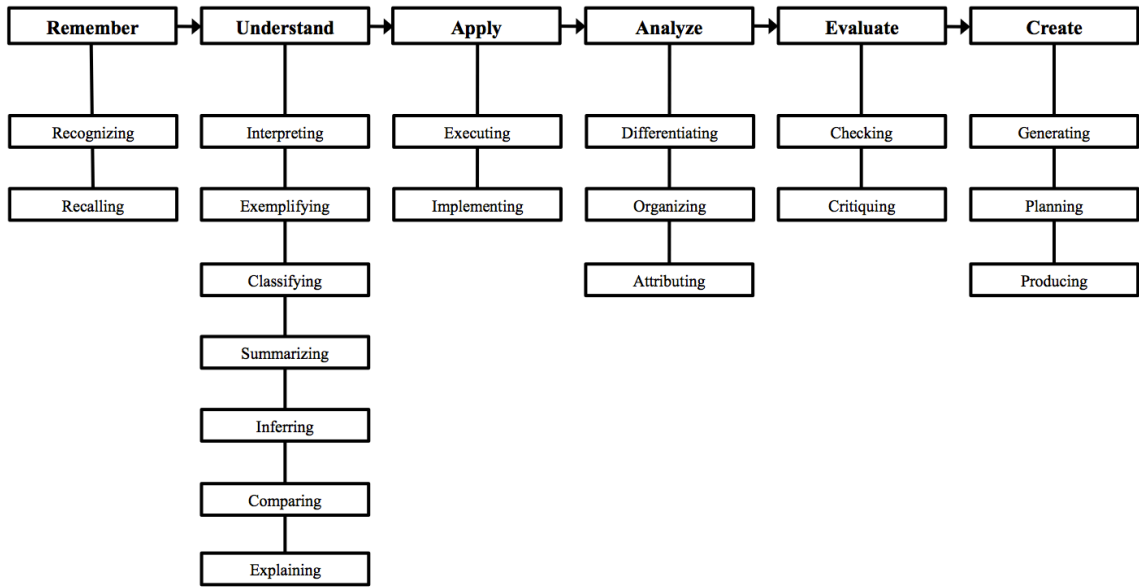 Remember
Understand
Apply
Analyze
Evaluate
Create
Recognizing
Interpreting
Executing
Differentiating
Checking
Generating
Recalling
Exemplifying
Implementing
Organizing
Critiquing
Planning
Classifying
Attributing
Producing
Summarizing
Inferring
Comparing
Explaining